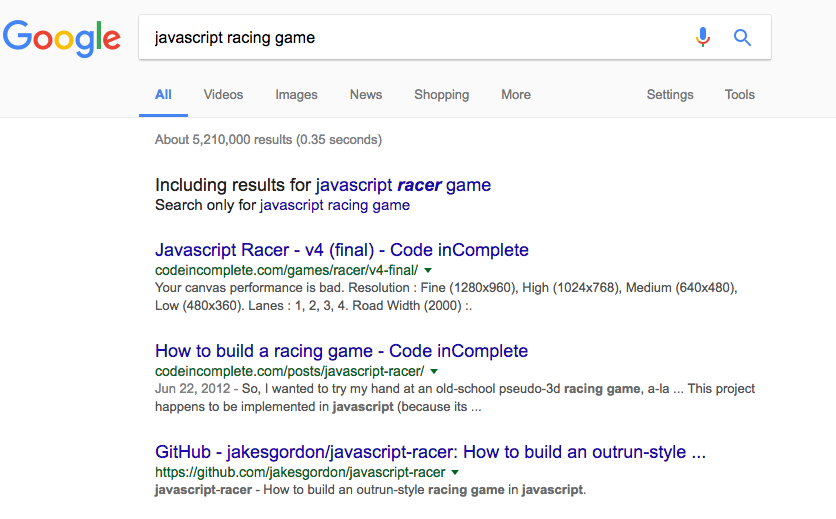 Google
javascript racing game
All Videos Images News Shopping More Settings Tools
About 5,210,000 results (0.35 seconds)
Including results for javascript racer game
Search only for javascript racing game
Javascript Racer - v4 (final) - Code inComplete
codeincomplete.com/games/racer/v4-final/
Your canvas performance is bad. Resolution : Fine (1280x960), High (1024x768), Medium (640x480),
Low (480x360). Lanes : 1, 2, 3, 4. Road Width (2000) :.
How to build a racing game - Code inComplete
codeincomplete.com/posts/javascript-racer/
Jun 22, 2012 - So, I wanted to try my hand at an old-school pseudo-3d racing game, a-la ... This project
happens to be implemented in javascript (because its ...
GitHub - jakesgordon/javascript-racer: How to build an outrun-style ...
https://github.com/jakesgordon/javascript-racer
javascript-racer - How to build an outrun-style racing game in javascript.